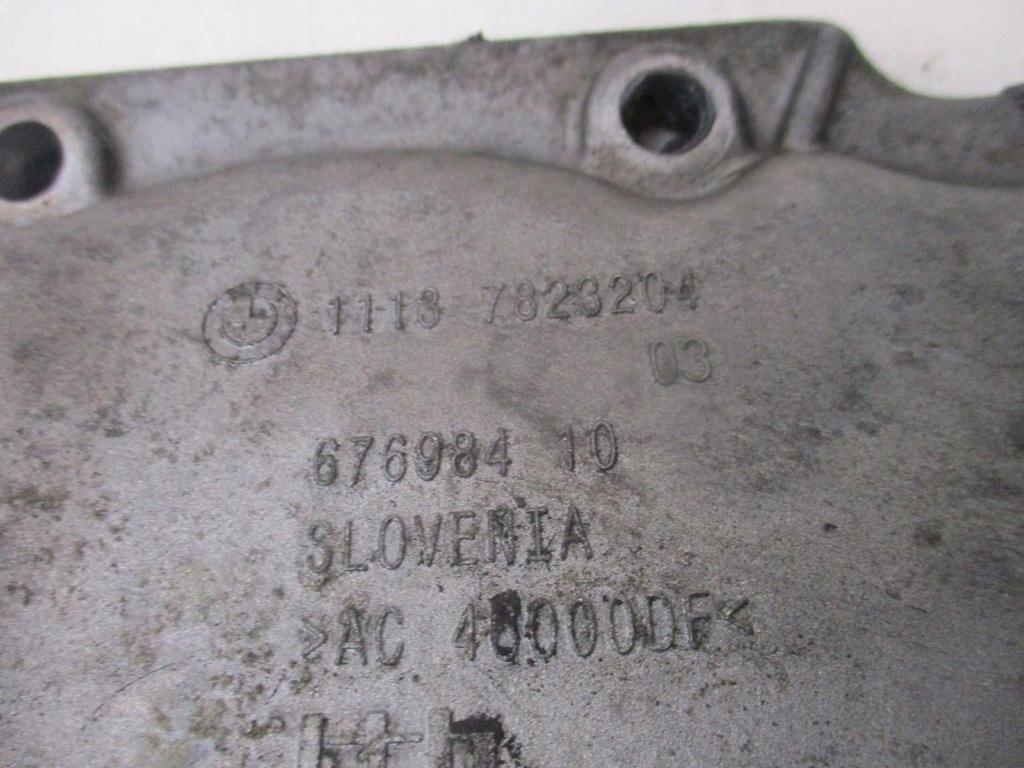 1113 7823204
03
676984 10
SLOVENIA
>AC 48000DF<